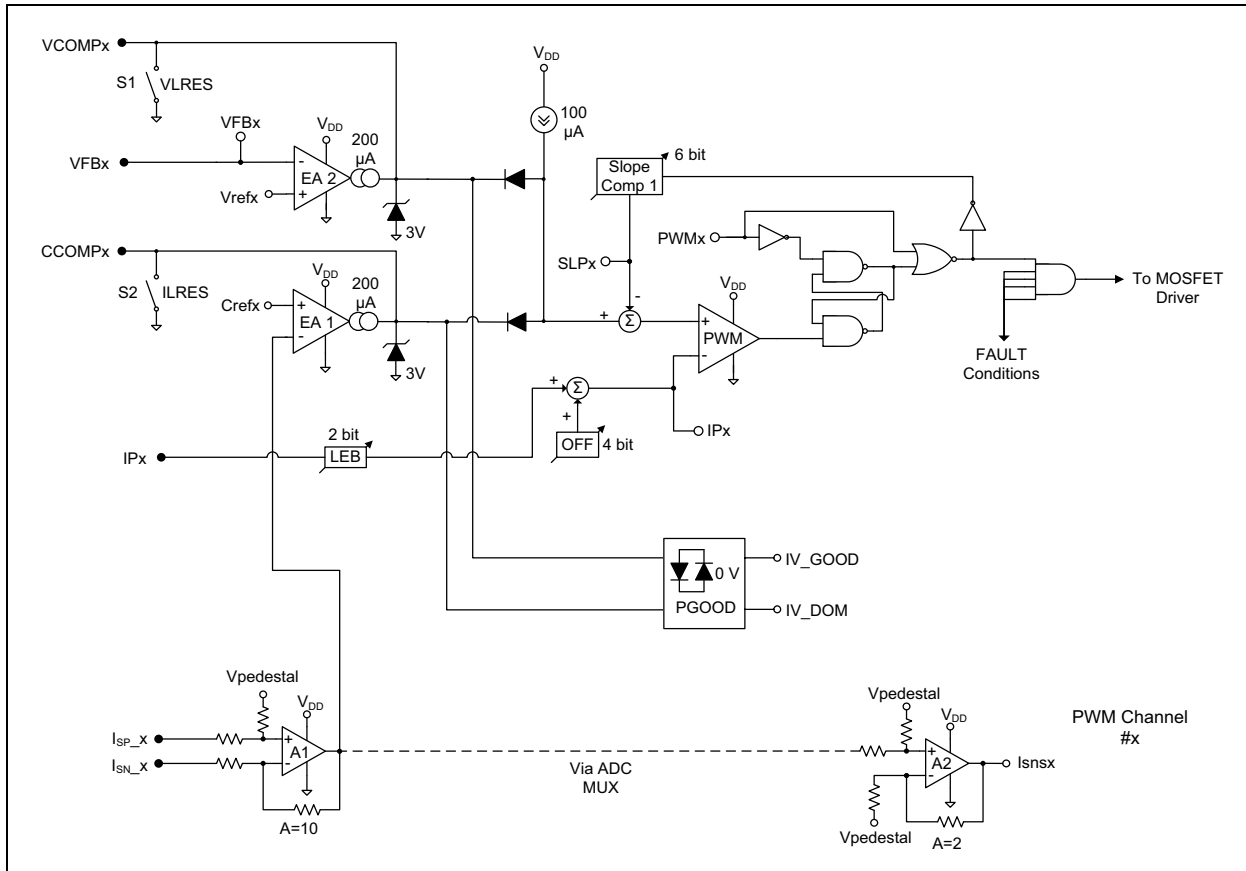 VCOMPx
S1
VLRES
VFBx
VFBx
VDD
200
µA
EA 2
-
+
Vrefx
3V
VDD
100
µA
6 bit
Slope
Comp 1
CCOMPx
S2
ILRES
Crefx
VDD
200
µA
EA 1
+
-
3V
PWMx
SLPx
-
+
Σ
VDD
+
-
PWM
To MOSFET
Driver
FAULT
Conditions
+
Σ
+
OFF
4 bit
IPx
2 bit
LEB
IPx
0 V
PGOOD
IV_GOOD
IV_DOM
Vpedestal
VDD
ISP_x
ISN_x
+
-
A1
A=10
Via ADC
MUX
Vpedestal
VDD
+
-
A2
Isnsx
Vpedestal
A=2
PWM Channel
#x